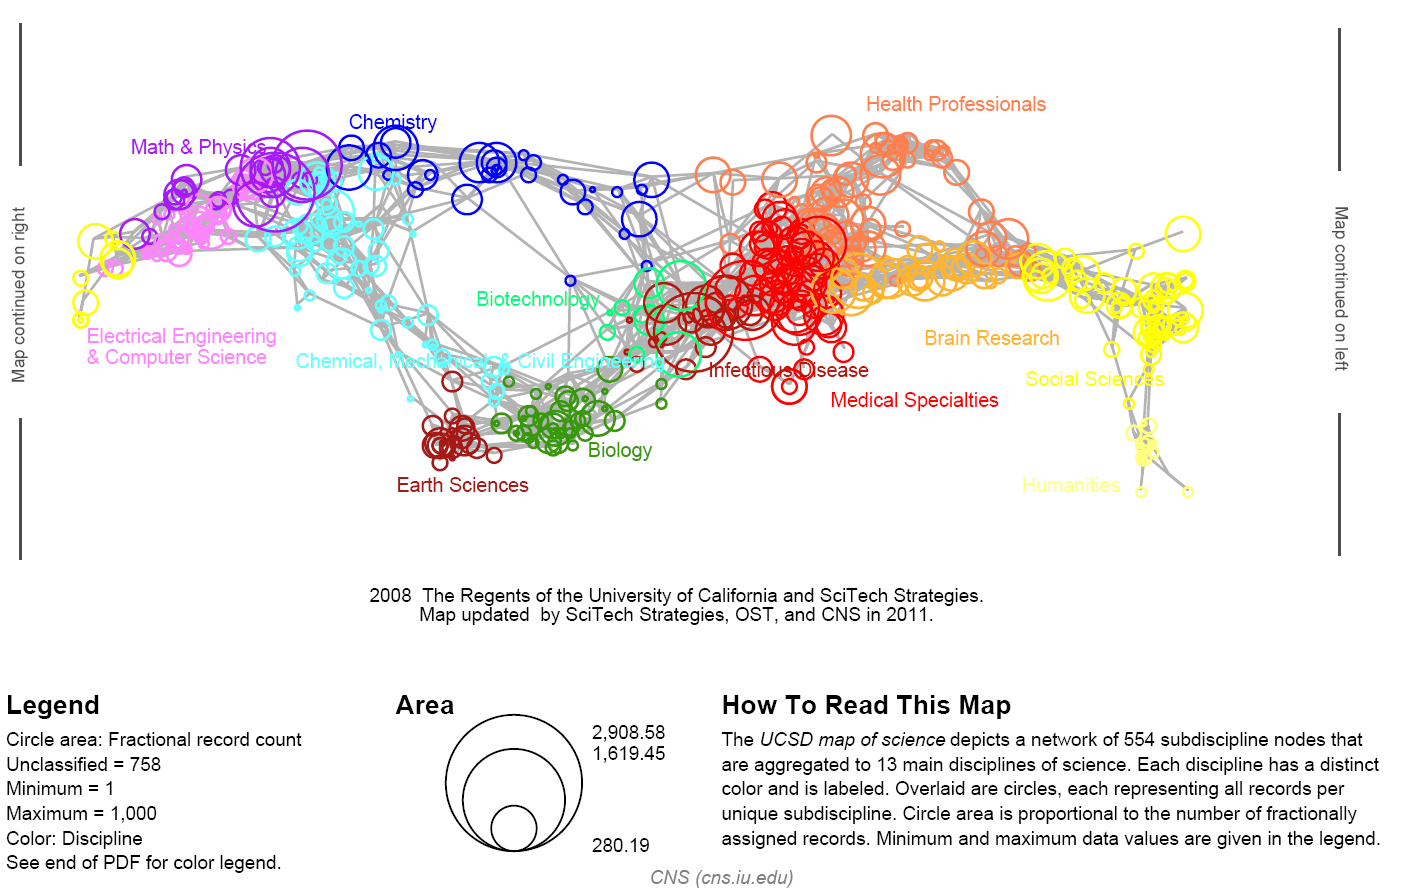 Health Professionals
Chemistry
Math & Physics
Map continued on right
Map continued on left
Biotechnology
Electrical Engineering
& Computer Science
Brain Research
Chemical, Mechanical, & Civil Engineering
Infectious Disease
Social Sciences
Medical Specialties
Biology
Earth Sciences
Humanities
2008 The Regents of the University of California and SciTech Strategies.
Map updated by SciTech Strategies, OST, and CNS in 2011.
Legend
Circle area: Fractional record count
Unclassified = 758
Minimum = 1
Maximum = 1,000
Color: Discipline
See end of PDF for color legend.
Area
2,908.58
1,619.45
280.19
How To Read This Map
The UCSD map of science depicts a network of 554 subdiscipline nodes that
are aggregated to 13 main disciplines of science. Each discipline has a distinct
color and is labeled. Overlaid are circles, each representing all records per
unique subdiscipline. Circle area is proportional to the number of fractionally
assigned records. Minimum and maximum data values are given in the legend.
CNS (cns.iu.edu)